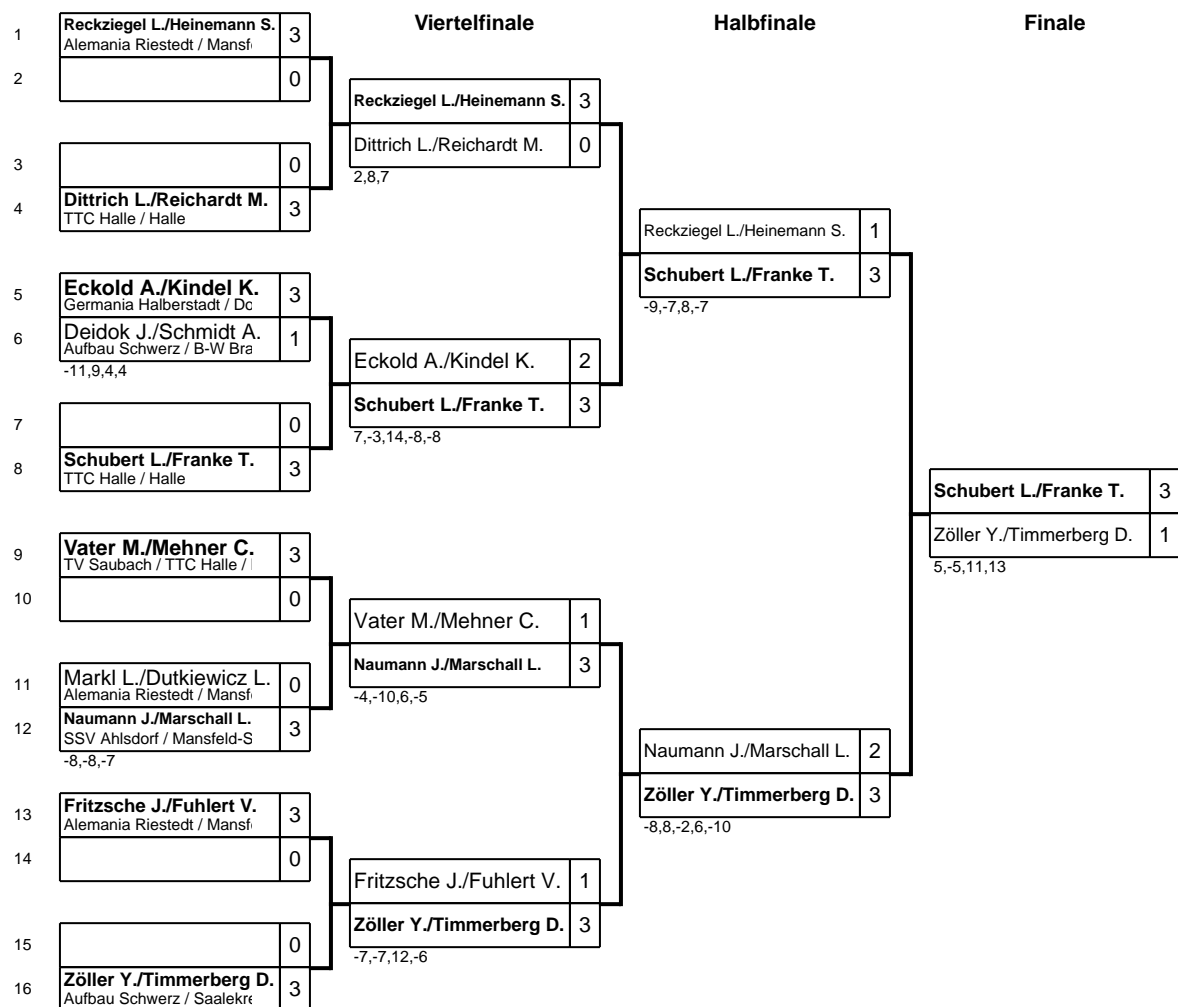 Viertelfinale
Halbfinale
Finale
1
Reckziegel L./Heinemann S. 3
Alemania Riestedt / Mansf
2
0
3
0
4
Dittrich L./Reichardt M. 3
TTC Halle / Halle
5
Eckold A./Kindel K. 3
Germania Halberstadt / Do
6
Deidok J./Schmidt A. 1
Aufbau Schwerz / B-W Bra
-11,9,4,4
7
0
8
Schubert L./Franke T. 3
TTC Halle / Halle
9
Vater M./Mehner C. 3
TV Saubach / TTC Halle /
10
0
11
Markl L./Dutkiewicz L. 0
Alemania Riestedt / Mansf
12
Naumann J./Marschall L. 3
SSV Ahlsdorf / Mansfeld-S
-8,-8,-7
13
Fritzsche J./Fuhlert V. 3
Alemania Riestedt / Mansf
14
0
15
0
16
Zöller Y./Timmerberg D. 3
Aufbau Schwerz / Saalekre
Reckziegel L./Heinemann S. 3
Dittrich L./Reichardt M. 0
2,8,7
Eckold A./Kindel K. 2
Schubert L./Franke T. 3
7,-3,14,-8,-8
Vater M./Mehner C. 1
Naumann J./Marschall L. 3
-4,-10,6,-5
Fritzsche J./Fuhlert V. 1
Zöller Y./Timmerberg D. 3
-7,-7,12,-6
Reckziegel L./Heinemann S. 1
Schubert L./Franke T. 3
-9,-7,8,-7
Naumann J./Marschall L. 2
Zöller Y./Timmerberg D. 3
-8,8,-2,6,-10
Schubert L./Franke T. 3
Zöller Y./Timmerberg D. 1
5,-5,11,13